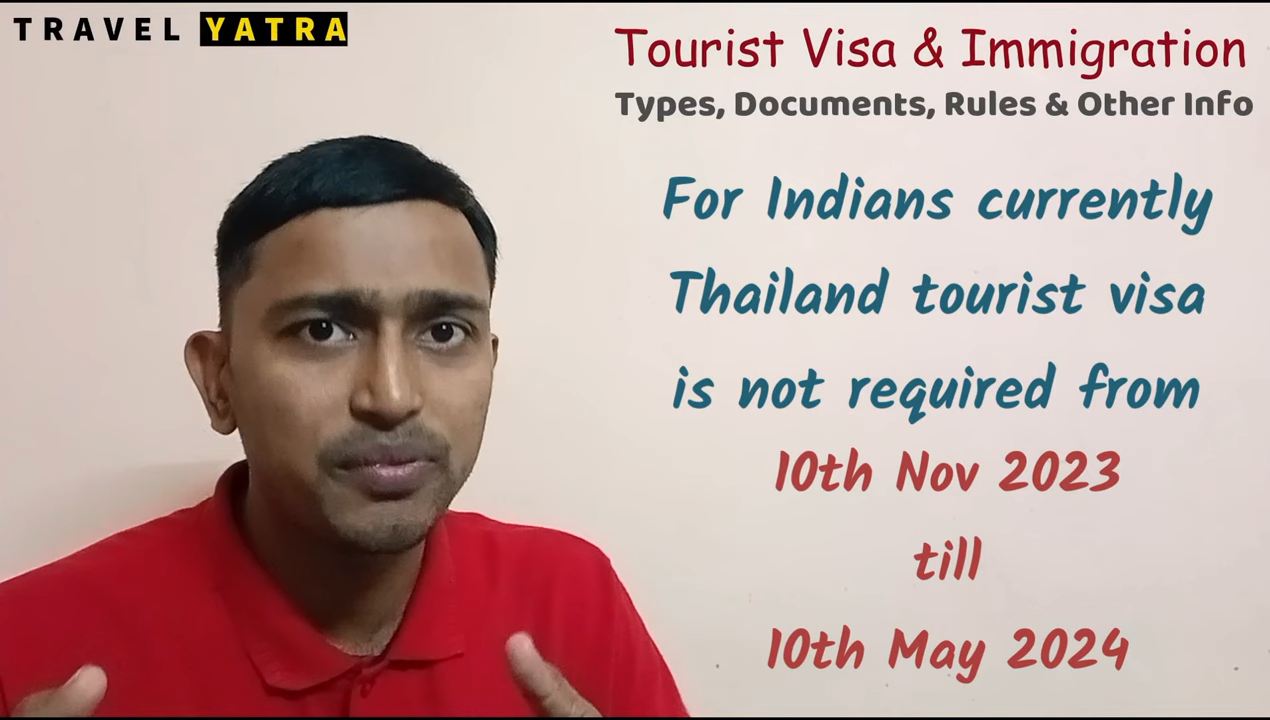 TRAVEL YATRA
Tourist Visa & Immigration
Types, Documents, Rules & Other Info
For Indians currently
Thailand tourist visa
is not required from
10th Nov 2023
till
10th May 2024